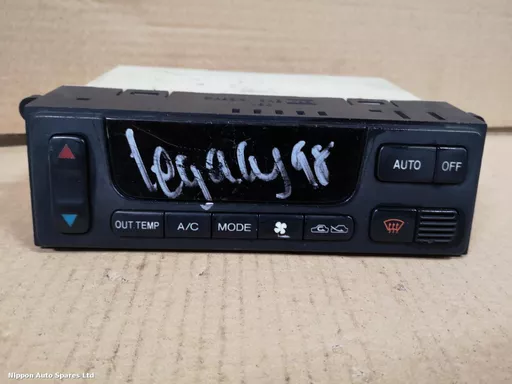 Legacy 98
AUTO OFF
OUT TEMP A/C MODE
Nippon Auto Spares Ltd